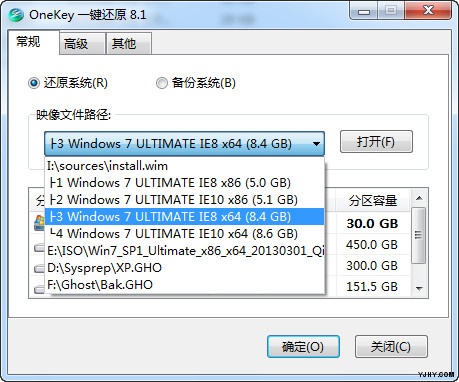 OneKey 一键还原 8.1
常规 高级 其他
还原系统(R) 备份系统(B)
映像文件路径:
├3 Windows 7 ULTIMATE IE8 x64 (8.4 GB) 打开(F)
I:\sources\install.wim
├1 Windows 7 ULTIMATE IE8 x86 (5.0 GB)
├2 Windows 7 ULTIMATE IE10 x86 (5.1 GB)
├3 Windows 7 ULTIMATE IE8 x64 (8.4 GB)
└4 Windows 7 ULTIMATE IE10 x64 (8.6 GB)
E:\ISO\Win7_SP1_Ultimate_x86_x64_20130301_Qi
D:\Sysprep\XP.GHO
F:\Ghost\Bak.GHO
分区容量
30.0 GB
450.0 GB
300.0 GB
151.5 GB
确定(O) 关闭(C)
YJHY.COM